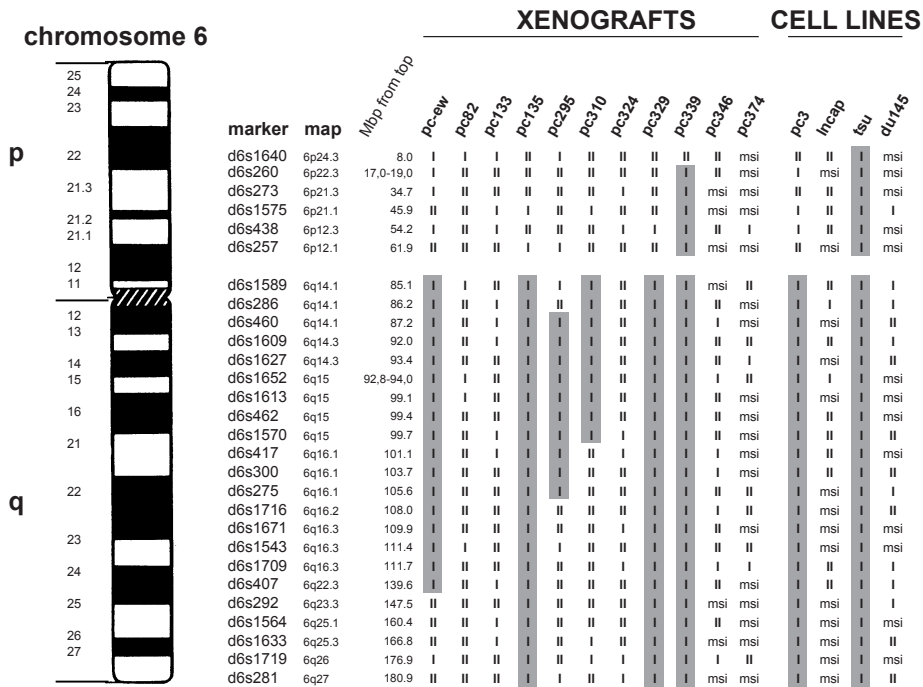 XENOGRAFTS CELL LINES
chromosome 6
marker map Mbp from top pc-ew pc82 pc133 pc135 pc295 pc310 pc324 pc329 pc339 pc346 pc374 pc3 lncap tsu du145
p
25
24
23
22
21.3
21.2
21.1
12
11
q
12
13
14
15
16
21
22
23
24
25
26
27
d6s1640 6p24.3 8.0 I I I II II I II II II II msi II II I msi
d6s260 6p22.3 17,0-19,0 I II II II II II II II I II msi I msi I msi
d6s273 6p21.3 34.7 I II II II II I II II I msi msi II II I msi
d6s1575 6p21.1 45.9 II II I I II I II II I msi msi I II I I
d6s438 6p12.3 54.2 I II I II II II I I I msi I I I I msi
d6s257 6p12.1 61.9 II II II I I II II II I msi msi II msi I msi
d6s1589 6q14.1 85.1 I I II I I I II I I msi II I II I I
d6s286 6q14.1 86.2 I II I I II I II I I I msi I I I I
d6s460 6q14.1 87.2 I II I I I I II I I I msi I msi I II
d6s1609 6q14.3 92.0 I II II I I I II I I II II I II I I
d6s1627 6q14.3 93.4 I II I I I I II I I I II I msi I II
d6s1652 6q15 92,8-94,0 I I II I I I I I I I I I I I msi
d6s1613 6q15 99.1 I I II I I I II I I I msi I msi I msi
d6s462 6q15 99.4 I II I I I I II I I II msi I II I msi
d6s1570 6q15 99.7 I II I I I I I I I II msi I II I II
d6s417 6q16.1 101.1 I II I I I II I I I I msi I II I msi
d6s300 6q16.1 103.7 I II II I I II II I I I msi I II I II
d6s275 6q16.1 105.6 I II I I I II II I I II II I msi I I
d6s1716 6q16.2 108.0 I II II I II II II I I I II I msi I II
d6s1671 6q16.3 109.9 I II I I II II I I I II msi I msi I msi
d6s1543 6q16.3 111.4 I I II I I II II I I II II I msi I msi
d6s1709 6q16.3 111.7 I II II I II I I I I I I I I I I
d6s407 6q22.3 139.6 I II I I II I II I I II msi I II I I
d6s292 6q23.3 147.5 II II II I I II I I I msi msi I msi I I
d6s1564 6q25.1 160.4 II II I I II II I I I II II I msi I msi
d6s1633 6q25.3 166.8 II II I I II I II I I msi msi I msi I II
d6s1719 6q26 176.9 I II II I II I I I I I II I msi I msi
d6s281 6q27 180.9 II II I I I II II I I II msi I msi I II